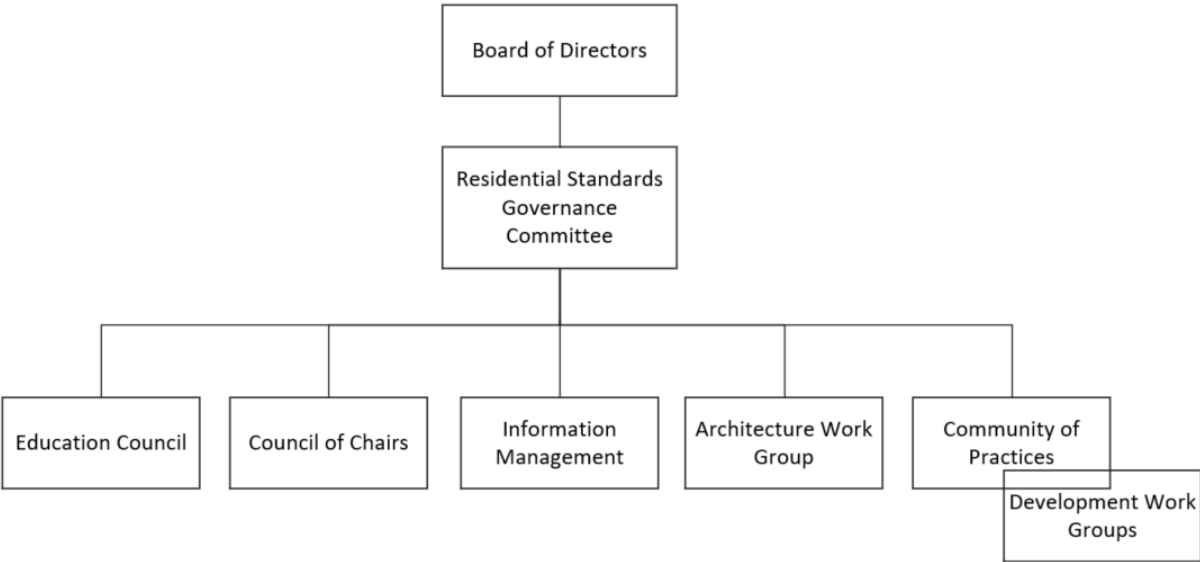 Board of Directors
Residential Standards
Governance
Committee
Education Council
Council of Chairs
Information
Management
Architecture Work
Group
Community of
Practices
Development Work
Groups